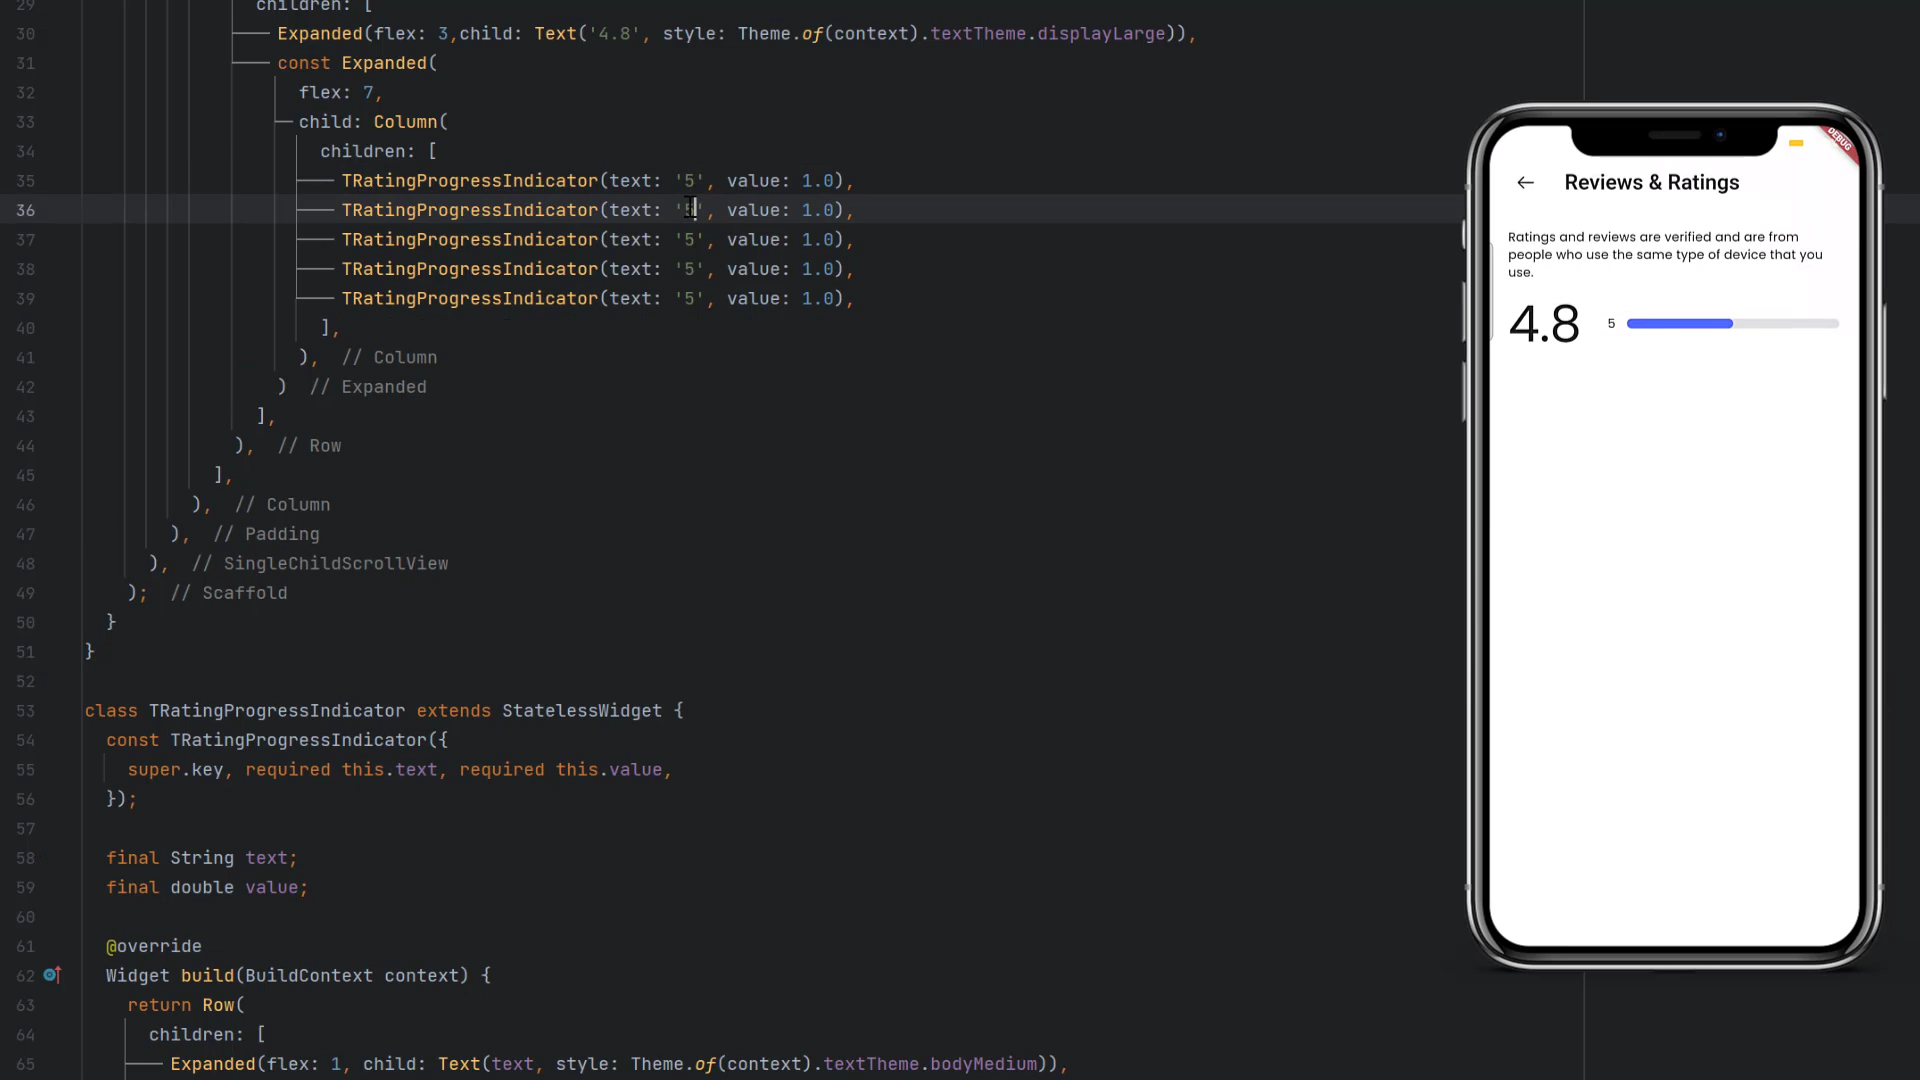 29 children: [
30 Expanded(flex: 3,child: Text('4.8', style: Theme.of(context).textTheme.displayLarge)),
31 const Expanded(
32 flex: 7,
33 child: Column(
34 children: [
35 TRatingProgressIndicator(text: '5', value: 1.0),
36 TRatingProgressIndicator(text: '5', value: 1.0),
37 TRatingProgressIndicator(text: '5', value: 1.0),
38 TRatingProgressIndicator(text: '5', value: 1.0),
39 TRatingProgressIndicator(text: '5', value: 1.0),
40 ],
41 ), // Column
42 ) // Expanded
43 ],
44 ), // Row
45 ],
46 ), // Column
47 ), // Padding
48 ), // SingleChildScrollView
49 ); // Scaffold
50 }
51 }
52
53 class TRatingProgressIndicator extends StatelessWidget {
54 const TRatingProgressIndicator({
55 super.key, required this.text, required this.value,
56 });
57
58 final String text;
59 final double value;
60
61 @override
62 Widget build(BuildContext context) {
63 return Row(
64 children: [
65 Expanded(flex: 1, child: Text(text, style: Theme.of(context).textTheme.bodyMedium)),
DEBUG
Reviews & Ratings
Ratings and reviews are verified and are from
people who use the same type of device that you
use.
4.8 5